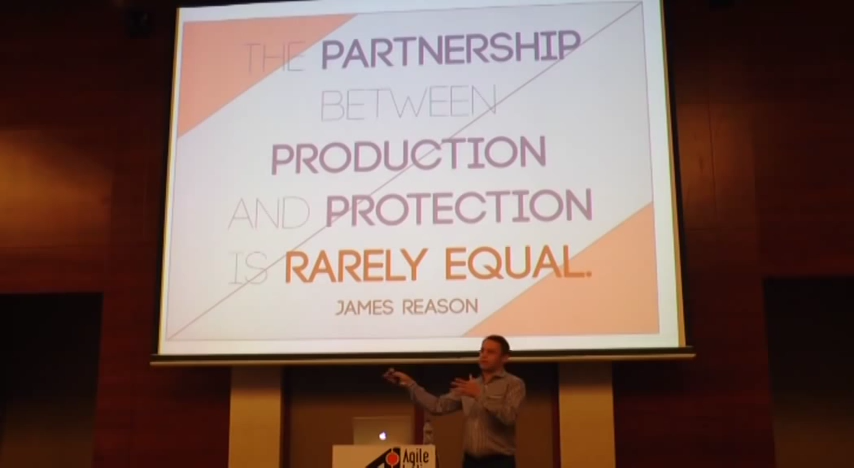 THE PARTNERSHIP
BETWEEN
PRODUCTION
AND PROTECTION
IS RARELY EQUAL.
JAMES REASON
Agile